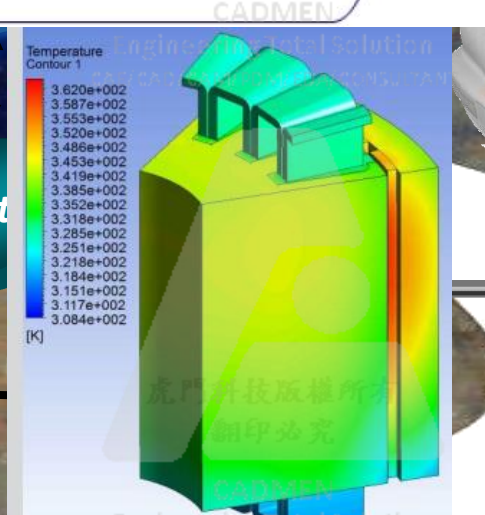 CADMEN
Engineering Total Solution
Temperature
Contour 1
3.620e+002
3.587e+002
3.553e+002
3.520e+002
3.486e+002
3.453e+002
3.419e+002
3.385e+002
3.352e+002
3.318e+002
3.285e+002
3.251e+002
3.218e+002
3.184e+002
3.151e+002
3.117e+002
3.084e+002
[K]
虎門科技版權所有
翻印必究
CADMEN